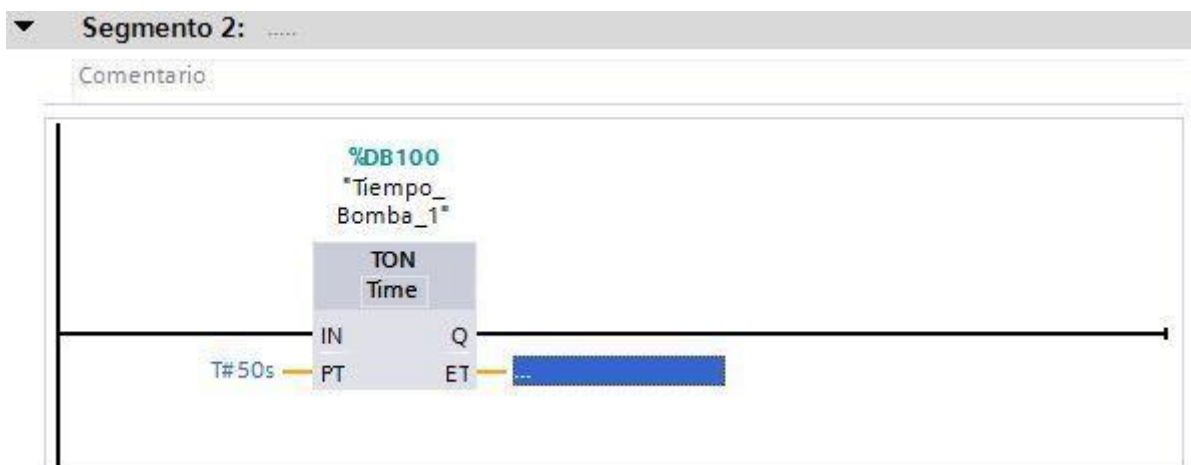 Segmento 2: .....
Comentario
%DB100
"Tiempo_
Bomba_1"
TON
Time
IN Q
T#50s PT ET ...